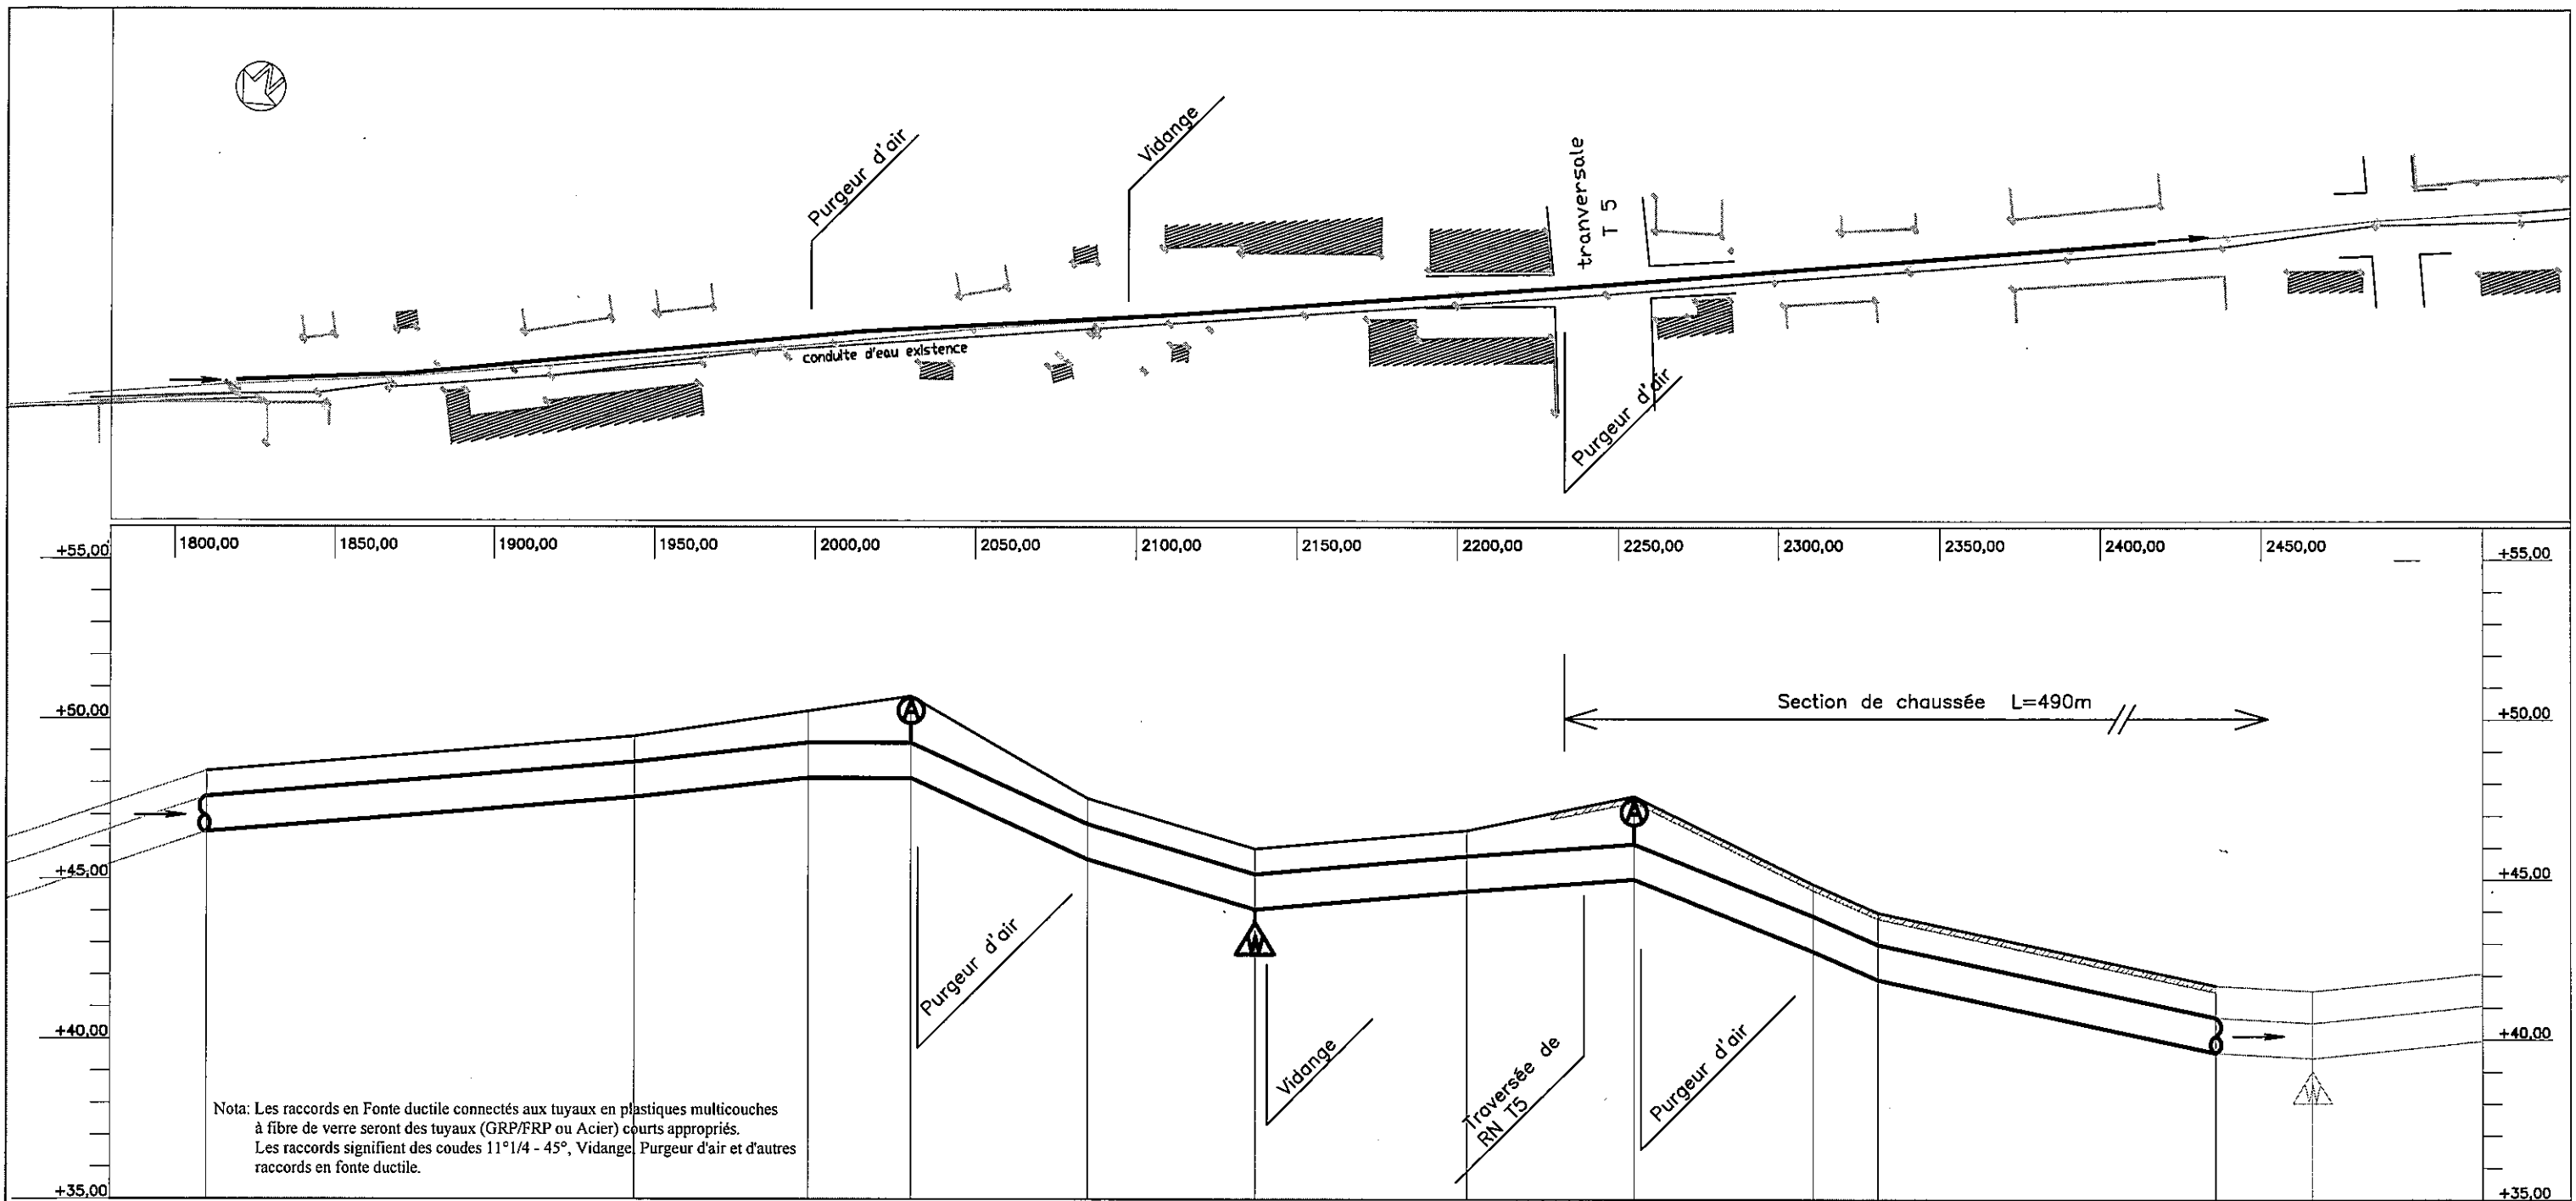 Purgeur d'air
Vidange
tranversale
T 5
conduite d'eau existence
Purgeur d'air
1800,00
1850,00
1900,00
1950,00
2000,00
2050,00
2100,00
2150,00
2200,00
2250,00
2300,00
2350,00
2400,00
2450,00
+55,00
+55,00
Section de chaussée L=490m
+50,00
+50,00
A
A
+45,00
+45,00
W
Purgeur d'air
Vidange
Traversée de
RN T5
Purgeur d'air
+40,00
+40,00
W
Nota: Les raccords en Fonte ductile connectés aux tuyaux en plastiques multicouches
à fibre de verre seront des tuyaux (GRP/FRP ou Acier) courts appropriés.
Les raccords signifient des coudes 11°1/4 - 45°, Vidange, Purgeur d'air et d'autres
raccords en fonte ductile.
+35,00
+35,00